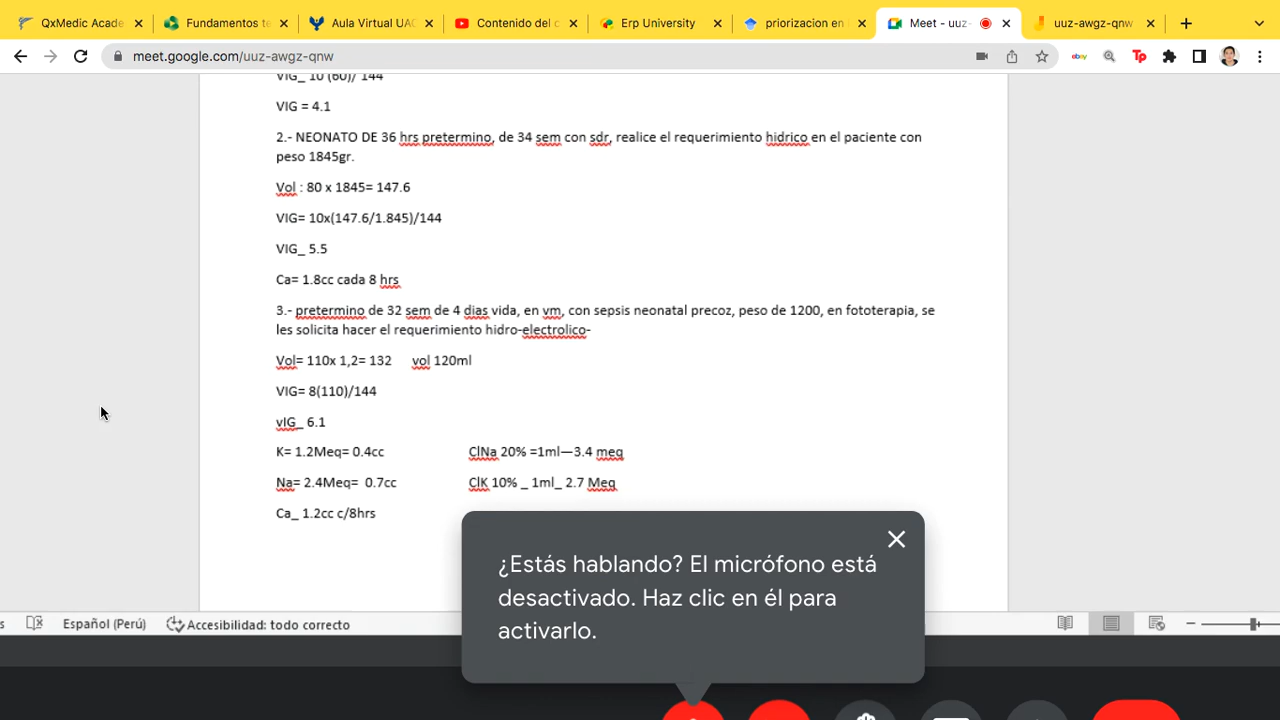 QxMedic Acade
Fundamentos te
Aula Virtual UAC
Contenido del c
Erp University
priorizacion en
Meet - uuz-
uuz-awgz-qnw
meet.google.com/uuz-awgz-qnw
ebay
Tp
VIG_ 10 (60)/ 144
VIG = 4.1
2.- NEONATO DE 36 hrs pretermino, de 34 sem con sdr, realice el requerimiento hidrico en el paciente con
peso 1845gr.
Vol : 80 x 1845= 147.6
VIG= 10x(147.6/1.845)/144
VIG_ 5.5
Ca= 1.8cc cada 8 hrs
3.- pretermino de 32 sem de 4 dias vida, en vm, con sepsis neonatal precoz, peso de 1200, en fototerapia, se
les solicita hacer el requerimiento hidro-electrolico-
Vol= 110x 1,2= 132 vol 120ml
VIG= 8(110)/144
vIG_ 6.1
K= 1.2Meq= 0.4cc ClNa 20% =1ml—3.4 meq
Na= 2.4Meq= 0.7cc ClK 10% _ 1ml_ 2.7 Meq
Ca_ 1.2cc c/8hrs
¿Estás hablando? El micrófono está
desactivado. Haz clic en él para
activarlo.
s Español (Perú) Accesibilidad: todo correcto